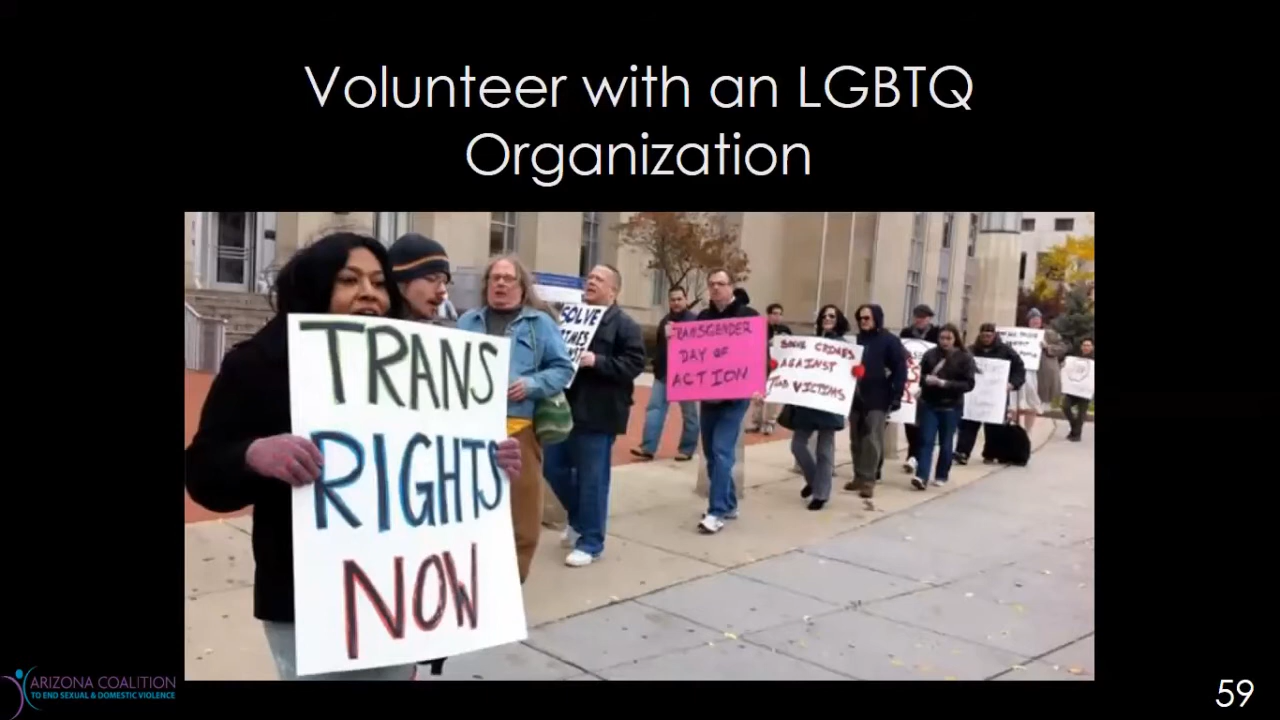 Volunteer with an LGBTQ
Organization
TRANS
RIGHTS
NOW
SOLVE
TRANSGENDER
DAY OF
ACTION
SOLVE CRIMES
AGAINST
VICTIMS
ARIZONA COALITION
TO END SEXUAL & DOMESTIC VIOLENCE
59